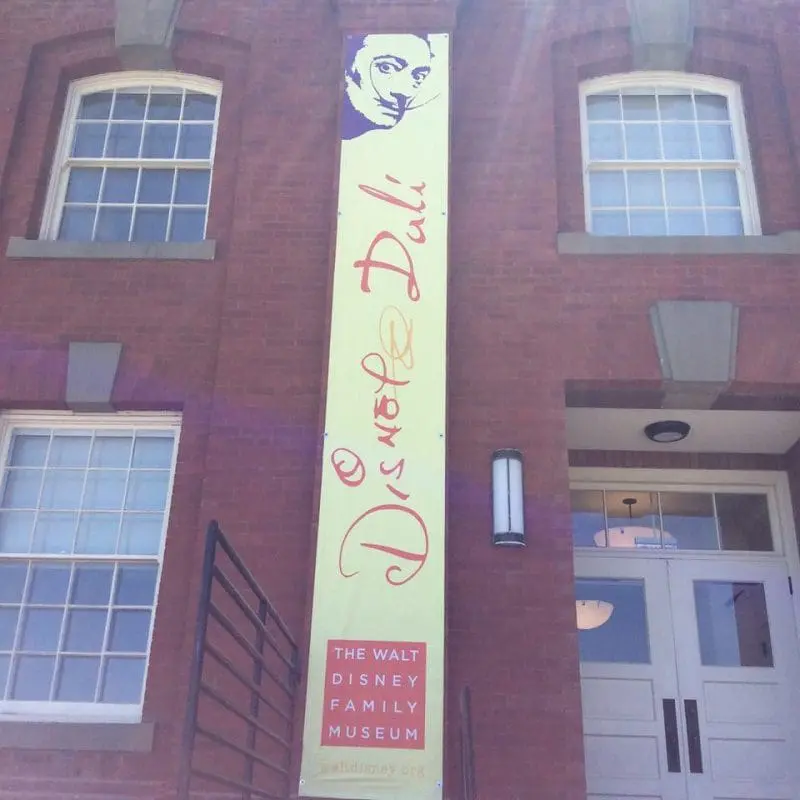 Disney & Dalí
THE WALT
DISNEY
FAMILY
MUSEUM
waltdisney.org